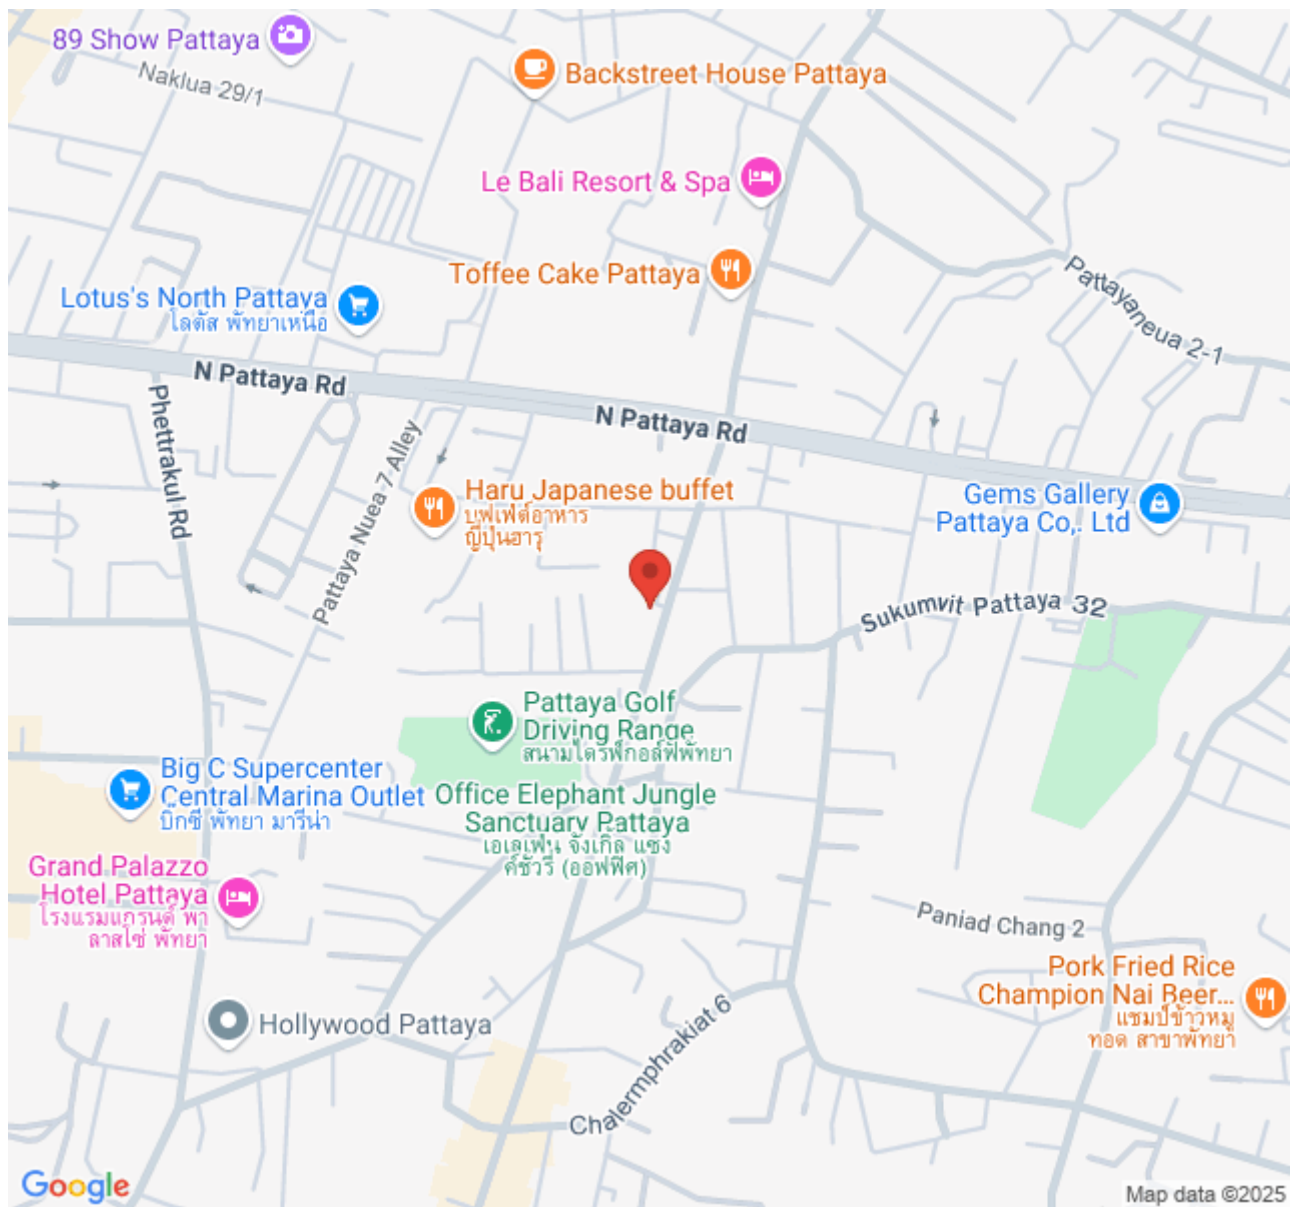 89 Show Pattaya
Naklua 29/1
Backstreet House Pattaya
Le Bali Resort & Spa
Toffee Cake Pattaya
Pattayaneua 2-1
Lotus's North Pattaya
โลตัส พัทยาเหนือ
N Pattaya Rd
N Pattaya Rd
Phettrakul Rd
Pattaya Nuea 7 Alley
Haru Japanese buffet
บุฟเฟ่ต์อาหาร
ญี่ปุ่นฮารุ
Gems Gallery
Pattaya Co,. Ltd
Sukumvit Pattaya 32
Pattaya Golf
Driving Range
สนามไดร์ฟกอล์ฟพัทยา
Big C Supercenter
Central Marina Outlet
บิ๊กซี พัทยา มารีน่า
Office Elephant Jungle
Sanctuary Pattaya
เอเลเฟ่น จังเกิ้ล แซง
ค์ชัวรี่ (ออฟฟิศ)
Grand Palazzo
Hotel Pattaya
โรงแรมแกรนด์ พา
ลาสโซ่ พัทยา
Paniad Chang 2
Pork Fried Rice
Champion Nai Beer...
แชมป์ข้าวหมู
ทอด สาขาพัทยา
Hollywood Pattaya
Chalermphrakiat 6
Google
Map data ©2025